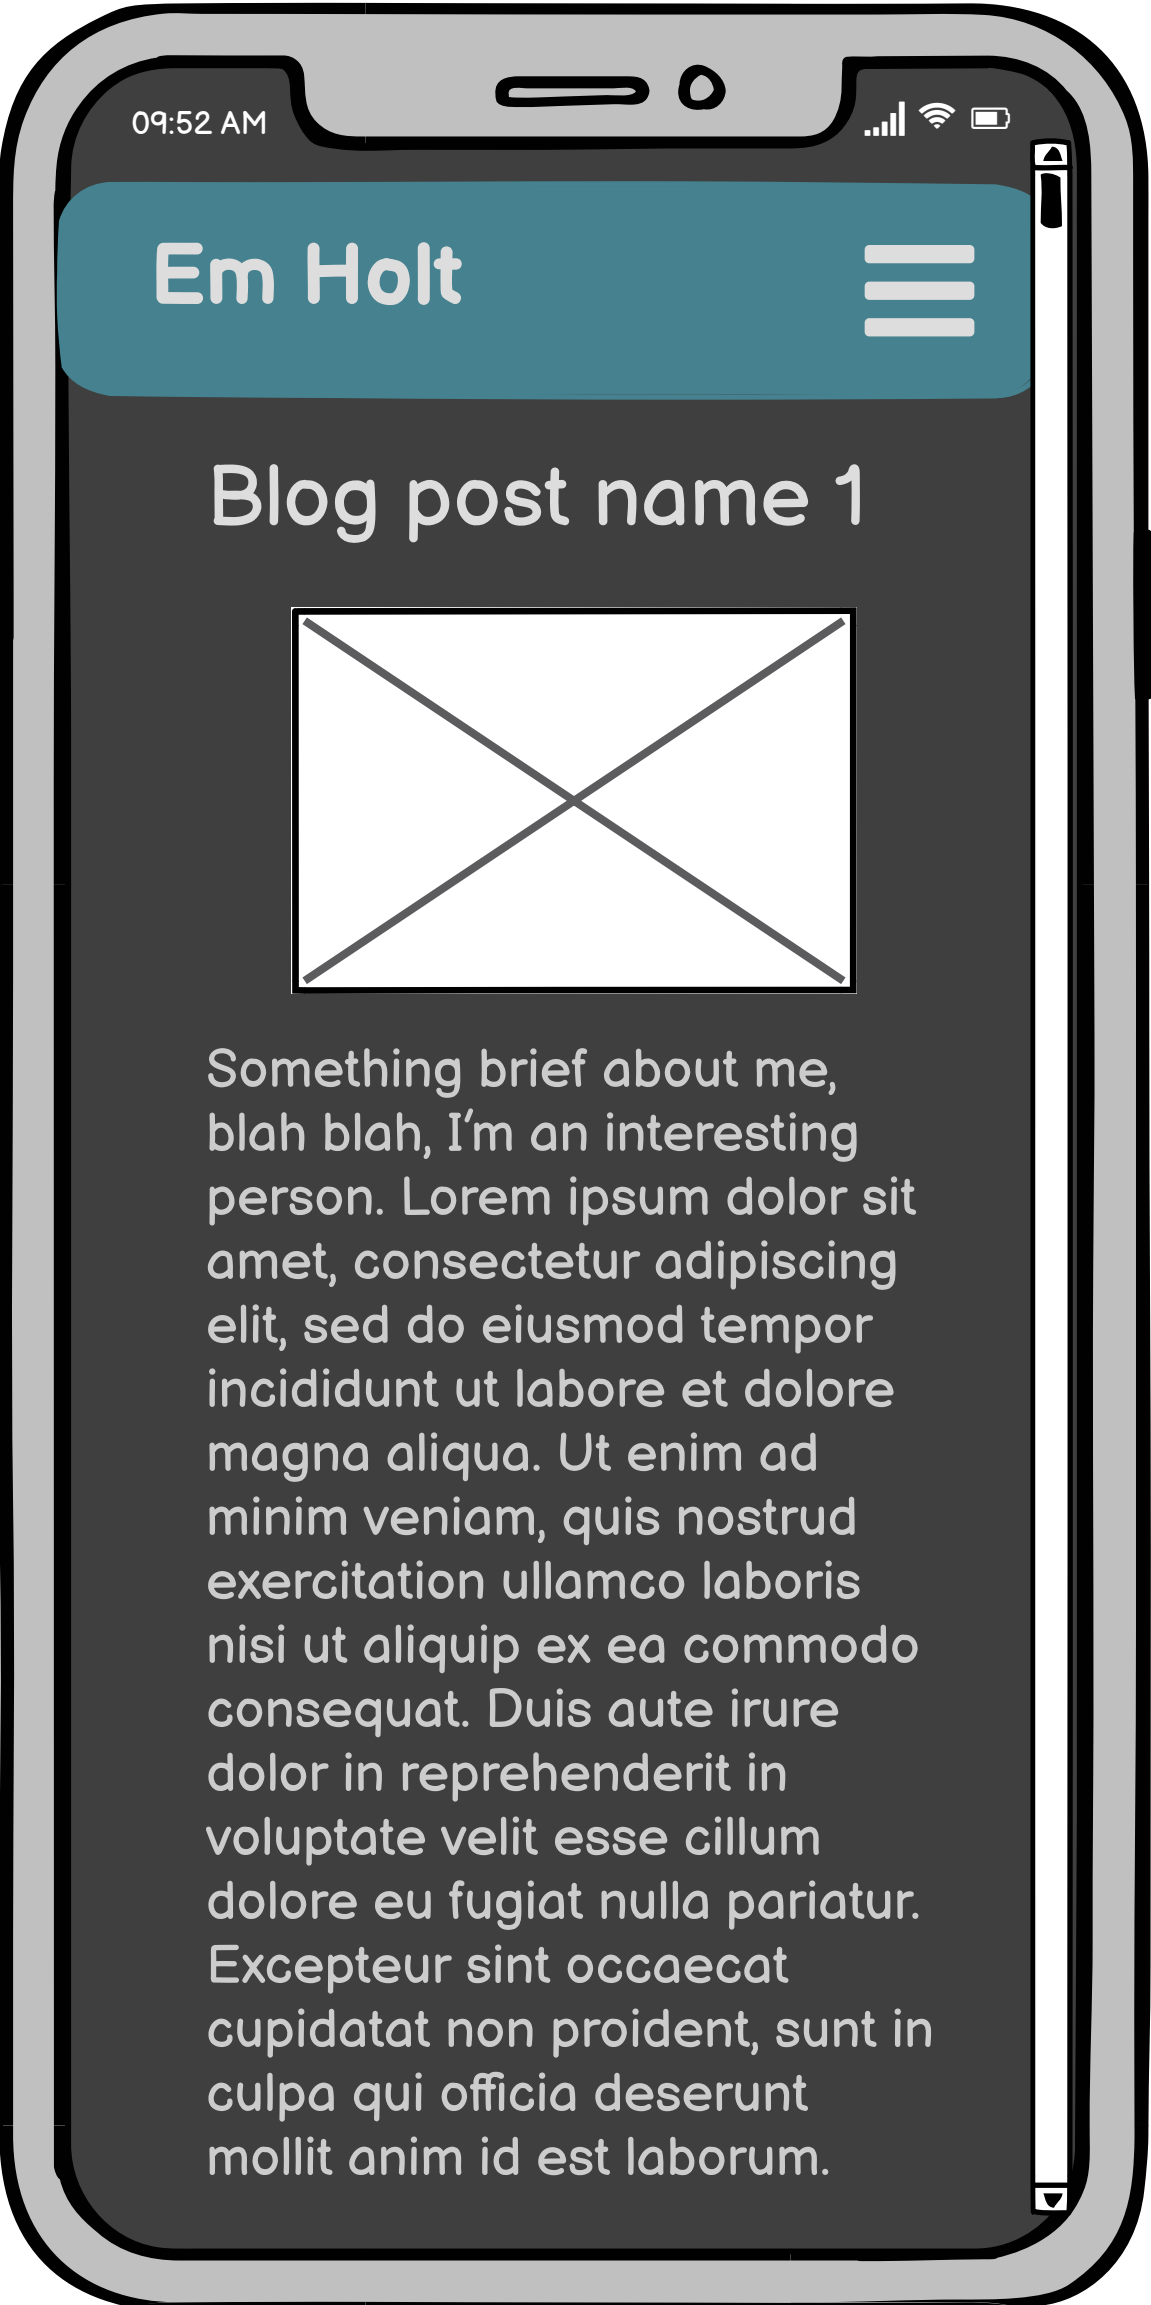 09:52 AM
Em Holt
Blog post name 1
Something brief about me,
blah blah, I'm an interesting
person. Lorem ipsum dolor sit
amet, consectetur adipiscing
elit, sed do eiusmod tempor
incididunt ut labore et dolore
magna aliqua. Ut enim ad
minim veniam, quis nostrud
exercitation ullamco laboris
nisi ut aliquip ex ea commodo
consequat. Duis aute irure
dolor in reprehenderit in
voluptate velit esse cillum
dolore eu fugiat nulla pariatur.
Excepteur sint occaecat
cupidatat non proident, sunt in
culpa qui officia deserunt
mollit anim id est laborum.